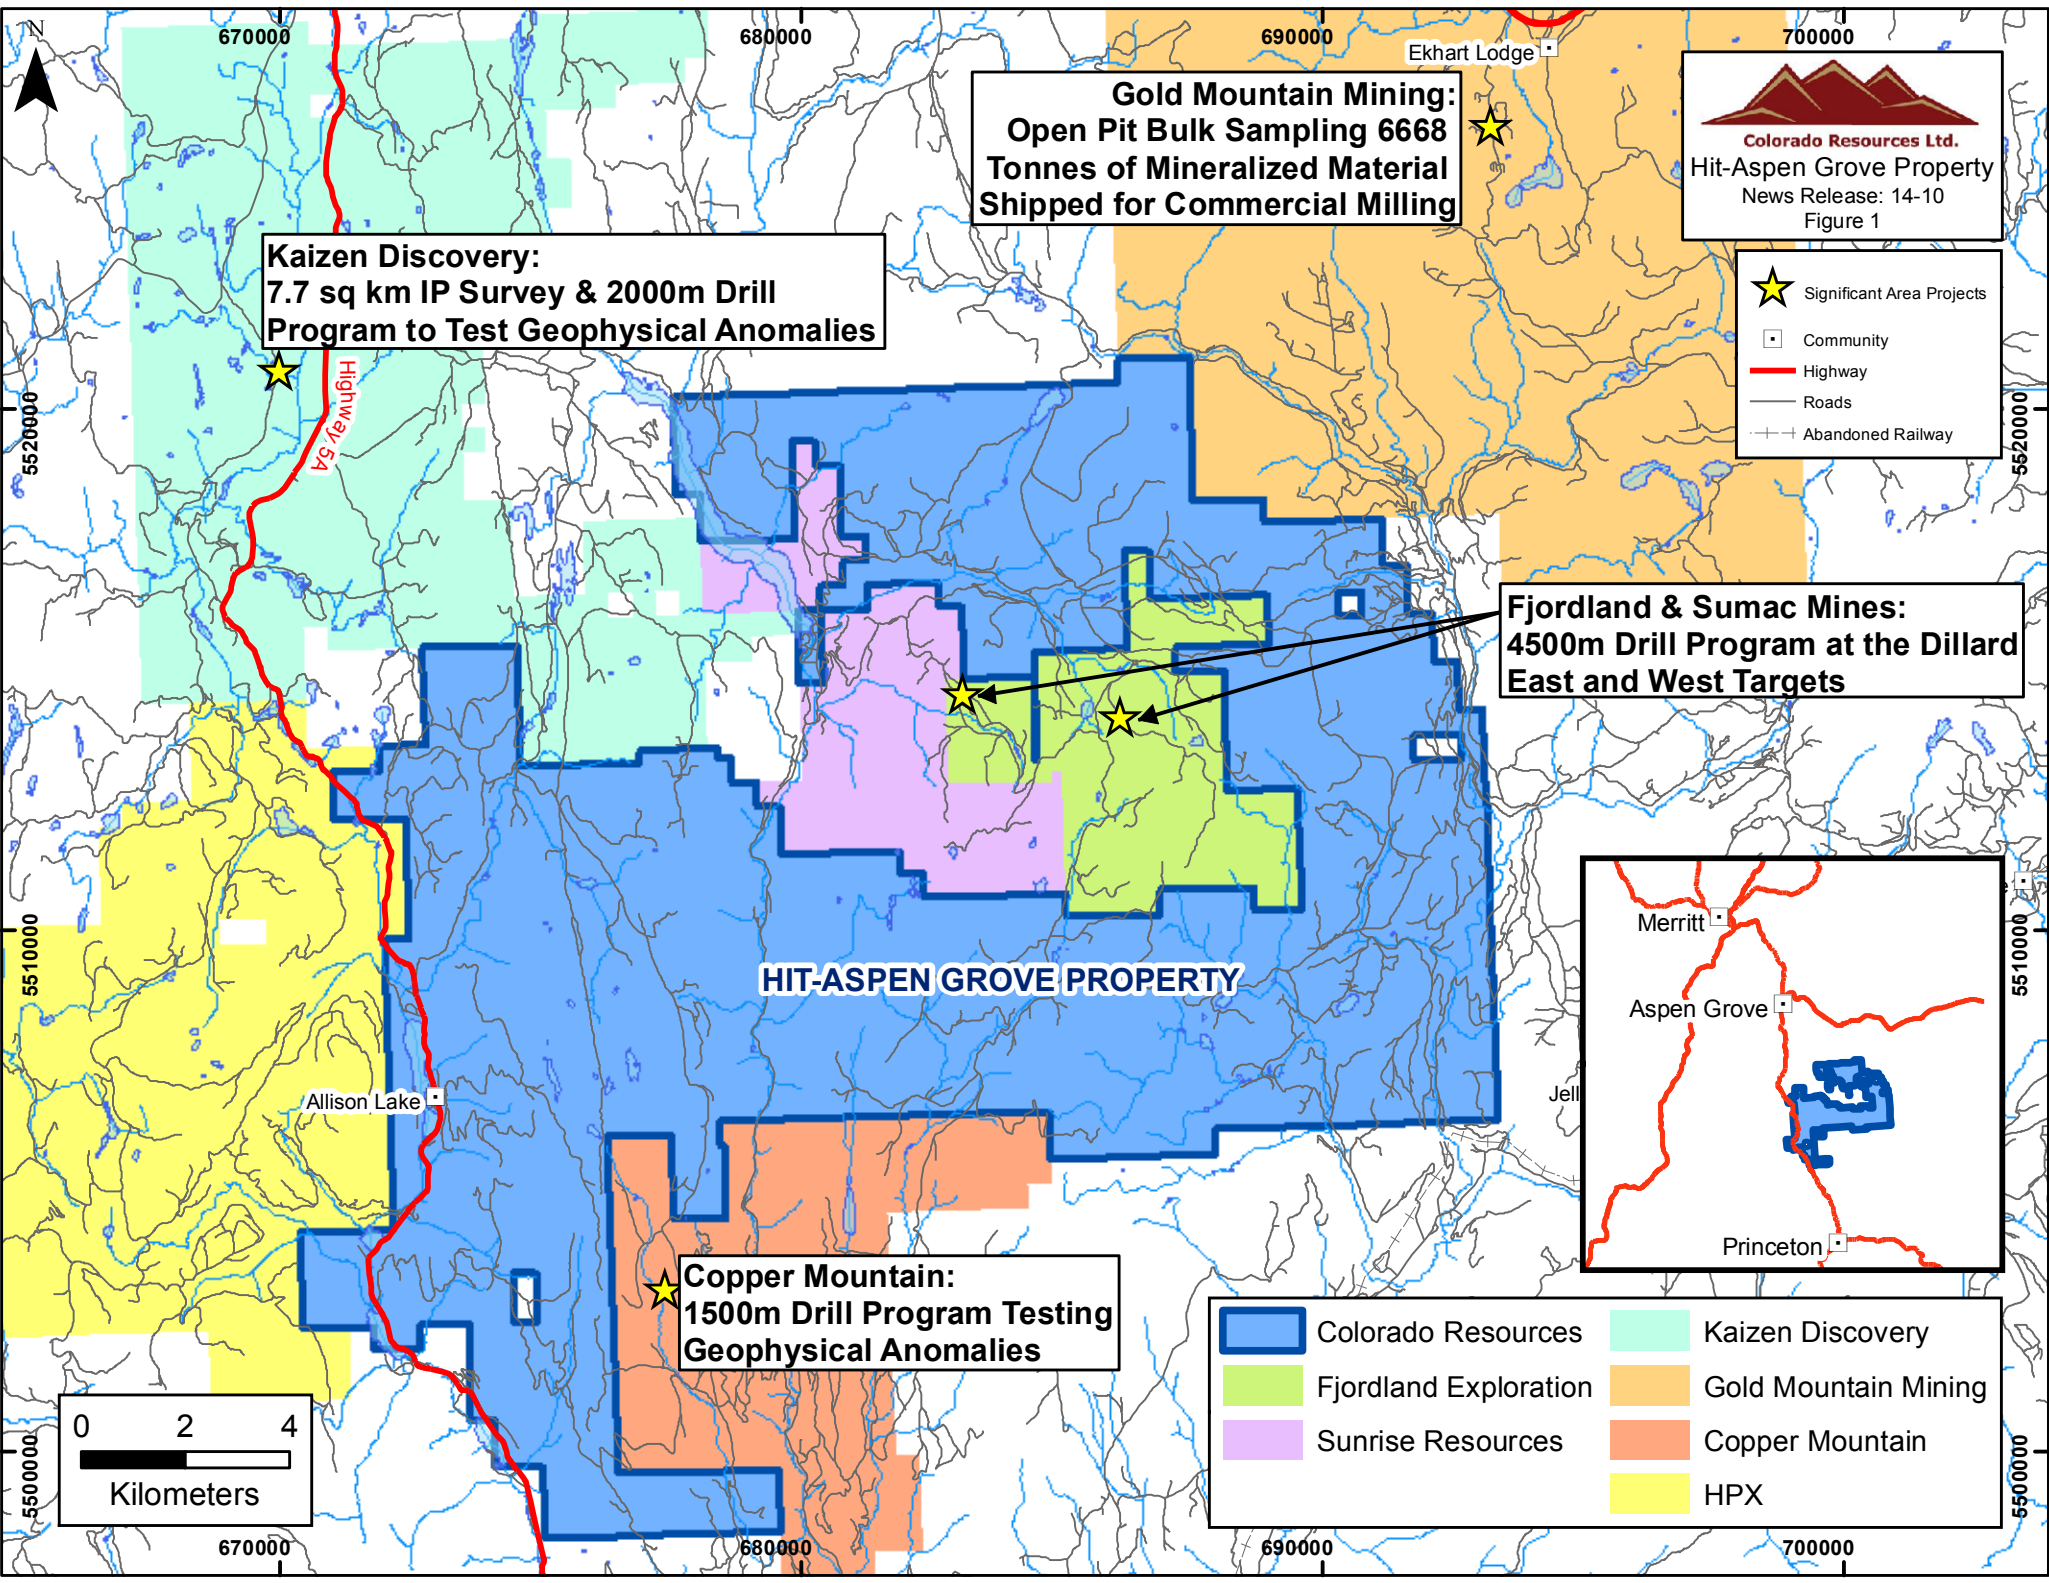 N
670000
680000
690000
700000
Ekhart Lodge
Gold Mountain Mining:
Open Pit Bulk Sampling 6668
Tonnes of Mineralized Material
Shipped for Commercial Milling
Colorado Resources Ltd.
Hit-Aspen Grove Property
News Release: 14-10
Figure 1
Kaizen Discovery:
7.7 sq km IP Survey & 2000m Drill
Program to Test Geophysical Anomalies
Significant Area Projects
Community
Highway
Roads
Abandoned Railway
Highway 5A
5520000
5520000
Fjordland & Sumac Mines:
4500m Drill Program at the Dillard
East and West Targets
5510000
5510000
HIT-ASPEN GROVE PROPERTY
Merritt
Aspen Grove
Princeton
e
Allison Lake
Jell
Copper Mountain:
1500m Drill Program Testing
Geophysical Anomalies
Colorado Resources
Kaizen Discovery
Fjordland Exploration
Gold Mountain Mining
Sunrise Resources
Copper Mountain
HPX
0 2 4
Kilometers
5500000
5500000
670000
680000
690000
700000